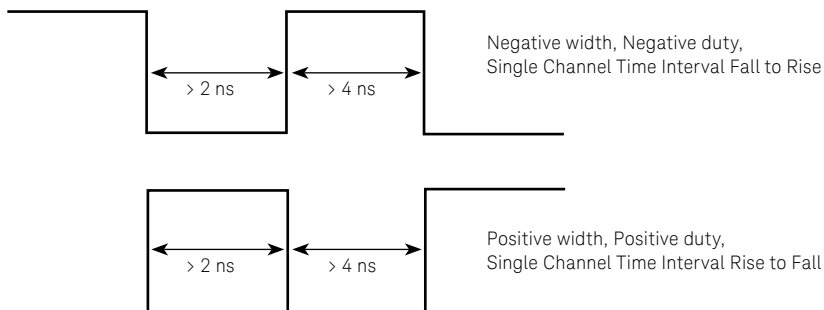 Negative width, Negative duty,
Single Channel Time Interval Fall to Rise
> 2 ns
> 4 ns
Positive width, Positive duty,
Single Channel Time Interval Rise to Fall
> 2 ns
> 4 ns